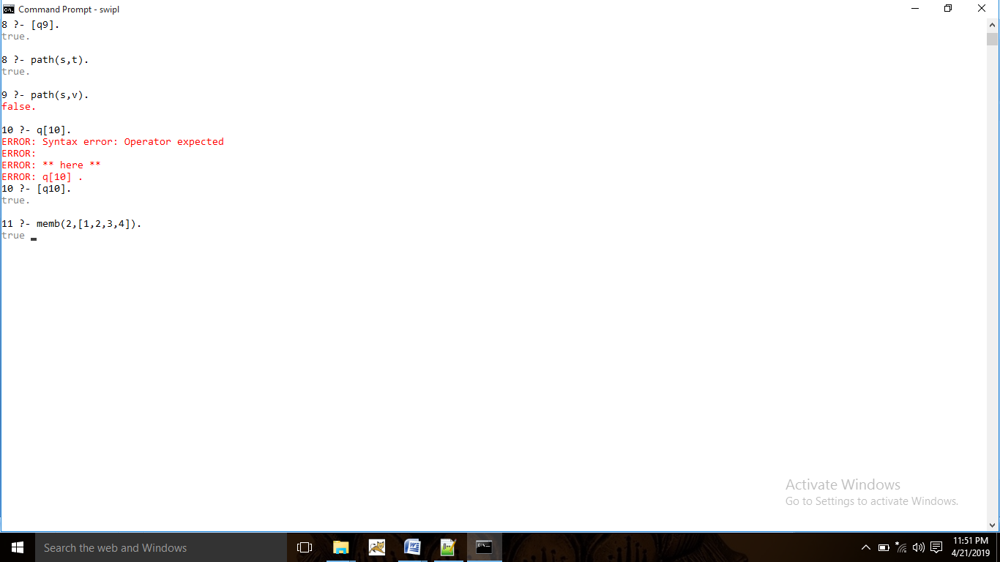 Command Prompt - swipl
8 ?- [q9].
true.
8 ?- path(s,t).
true.
9 ?- path(s,v).
false.
10 ?- q[10].
ERROR: Syntax error: Operator expected
ERROR:
ERROR: ** here **
ERROR: q[10] .
10 ?- [q10].
true.
11 ?- memb(2,[1,2,3,4]).
true
Activate Windows
Go to Settings to activate Windows.
Search the web and Windows
11:51 PM
4/21/2019